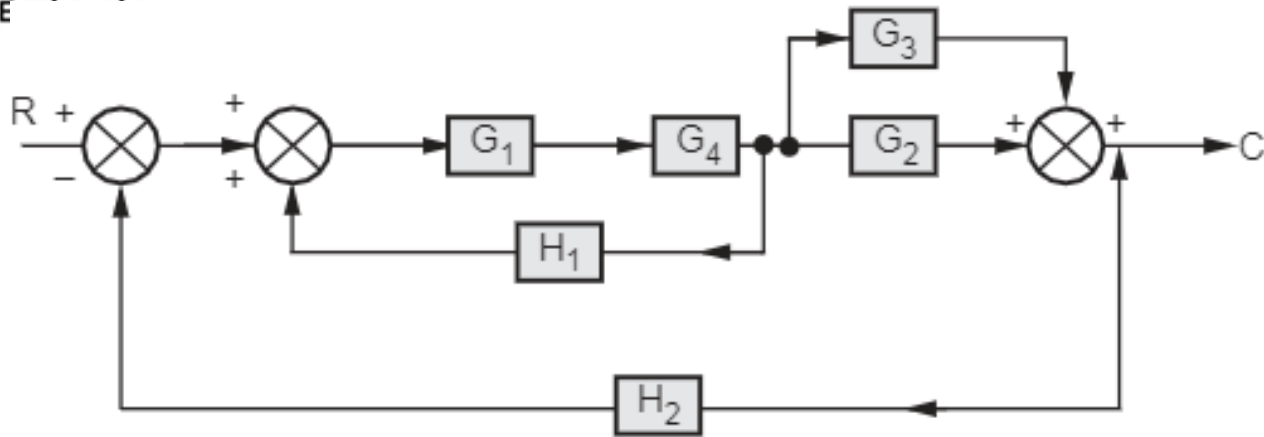 G₃
R + + G₁ G₄ G₂ + + C
− +
H₁
H₂